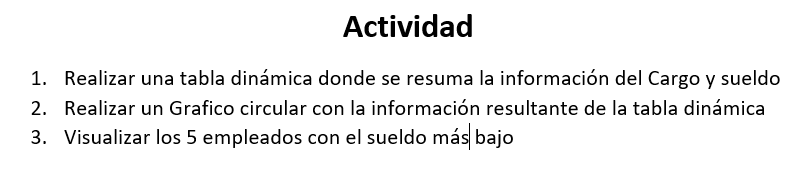 Actividad
1. Realizar una tabla dinámica donde se resuma la información del Cargo y sueldo
2. Realizar un Grafico circular con la información resultante de la tabla dinámica
3. Visualizar los 5 empleados con el sueldo más bajo